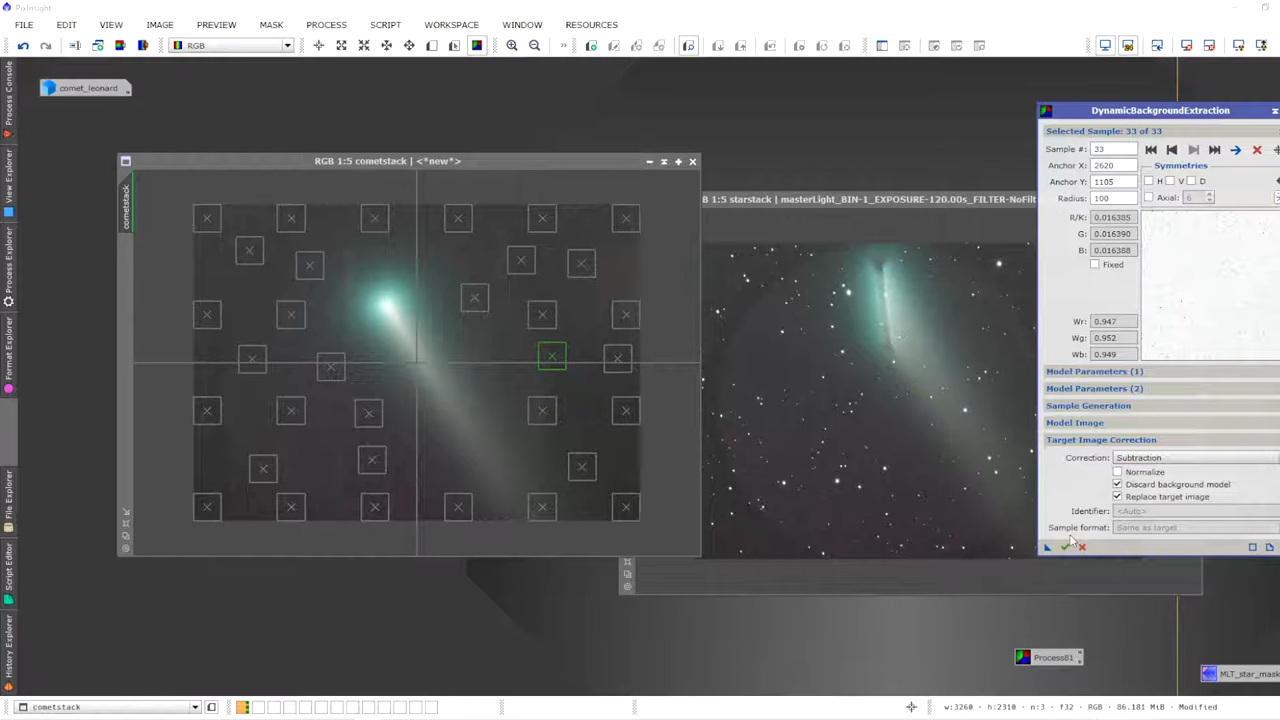 PixInsight
FILE EDIT VIEW IMAGE PREVIEW MASK PROCESS SCRIPT WORKSPACE WINDOW RESOURCES
RGB
comet_leonard
Process Console
View Explorer
Process Explorer
Format Explorer
File Explorer
Script Editor
History Explorer
RGB 1:5 cometstack | <*new*>
cometstack
B 1:5 starstack | masterLight_BIN-1_EXPOSURE-120.00s_FILTER-NoFilt
DynamicBackgroundExtraction
Selected Sample: 33 of 33
Sample #: 33
Anchor X: 2620
Symmetries
Anchor Y: 1105
H V D
Radius: 100
Axial: 6
R/K: 0.016385
G: 0.016390
B: 0.016388
Fixed
Wr: 0.947
Wg: 0.952
Wb: 0.949
Model Parameters (1)
Model Parameters (2)
Sample Generation
Model Image
Target Image Correction
Correction: Subtraction
Normalize
Discard background model
Replace target image
Identifier: <Auto>
Sample format: Same as target
Process81
MLT_star_mask
cometstack
w:3260 · h:2310 · n:3 · f32 · RGB · 86.181 MiB · Modified